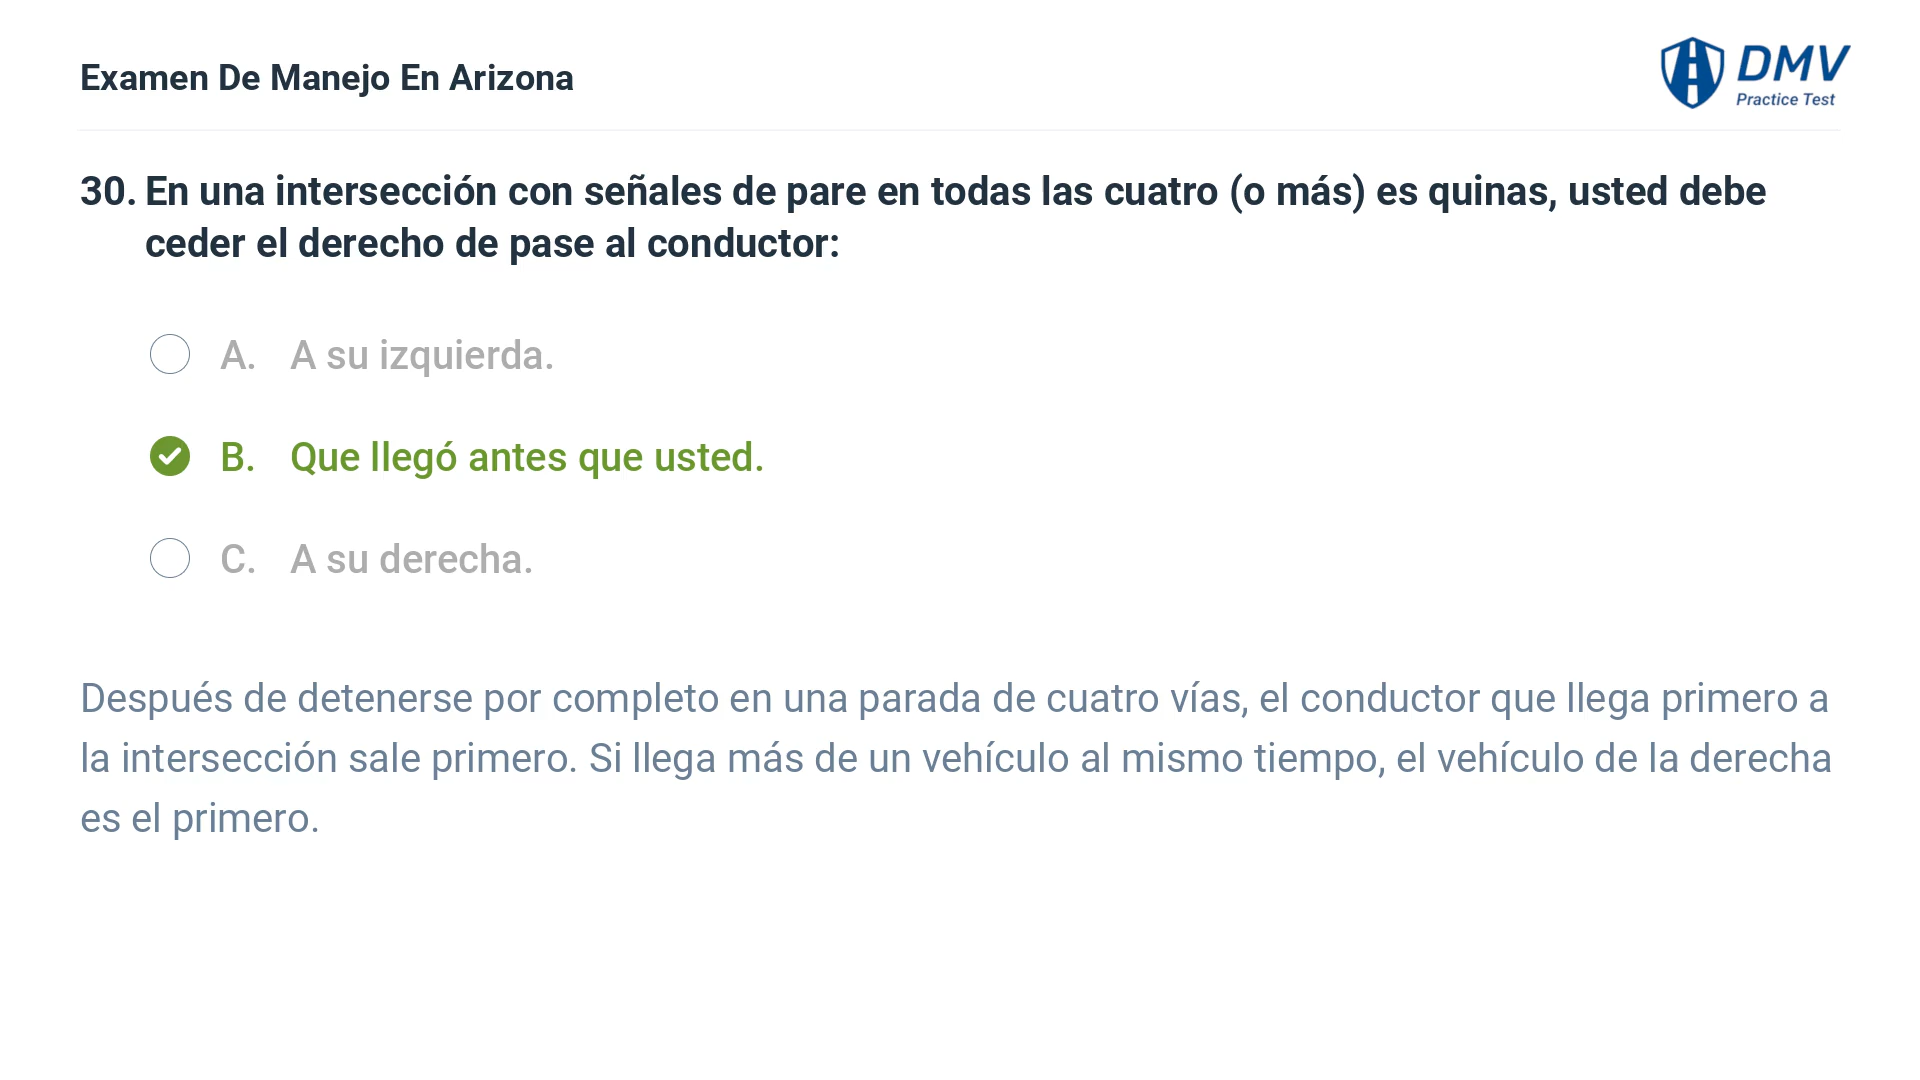 Examen De Manejo En Arizona
DMV
Practice Test
30. En una intersección con señales de pare en todas las cuatro (o más) es quinas, usted debe
ceder el derecho de pase al conductor:
A. A su izquierda.
B. Que llegó antes que usted.
C. A su derecha.
Después de detenerse por completo en una parada de cuatro vías, el conductor que llega primero a
la intersección sale primero. Si llega más de un vehículo al mismo tiempo, el vehículo de la derecha
es el primero.